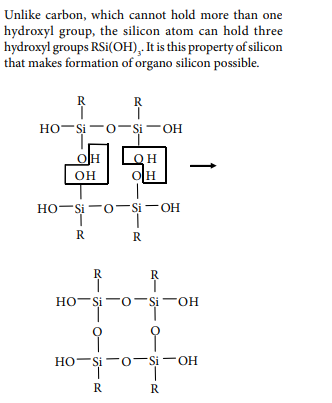 Unlike carbon, which cannot hold more than one
hydroxyl group, the silicon atom can hold three
hydroxyl groups RSi(OH)₃. It is this property of silicon
that makes formation of organo silicon possible.
R R
HO—Si—O—Si—OH
OH OH
OH OH
HO—Si—O—Si—OH
R R
R R
HO—Si—O—Si—OH
O O
HO—Si—O—Si—OH
R R